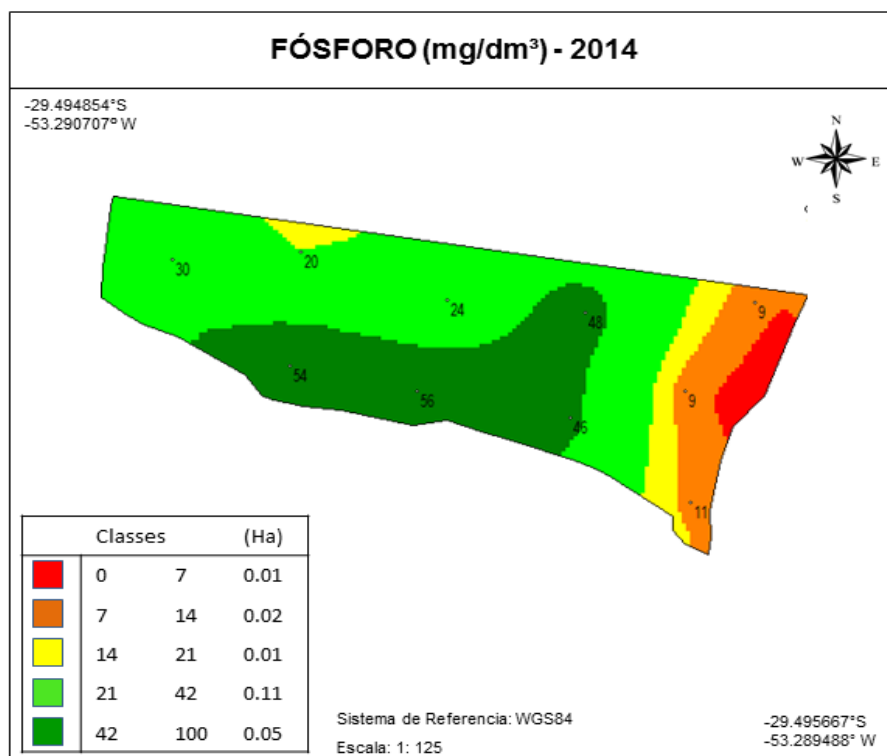 FÓSFORO (mg/dm³) - 2014
-29.494854°S
-53.290707° W
N
W E
S
30
20
24
48
9
54
56
46
9
11
Classes (Ha)
0 7 0.01
7 14 0.02
14 21 0.01
21 42 0.11
42 100 0.05
Sistema de Referencia: WGS84
Escala: 1: 125
-29.495667°S
-53.289488° W